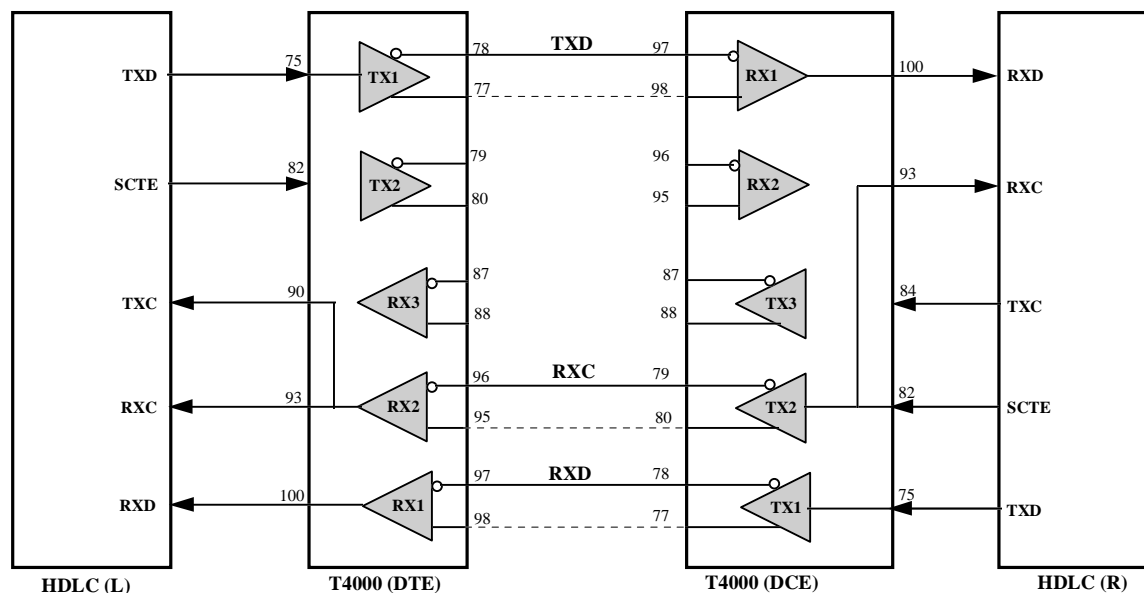 75 78 TXD 97 100
TXD TX1 RX1 RXD
77 98
82 79 96 93
SCTE TX2 RX2 RXC
80 95
90 87 87 84
TXC RX3 TX3 TXC
88 88
93 96 RXC 79 82
RXC RX2 TX2 SCTE
95 80
100 97 RXD 78 75
RXD RX1 TX1 TXD
98 77
HDLC (L) T4000 (DTE) T4000 (DCE) HDLC (R)